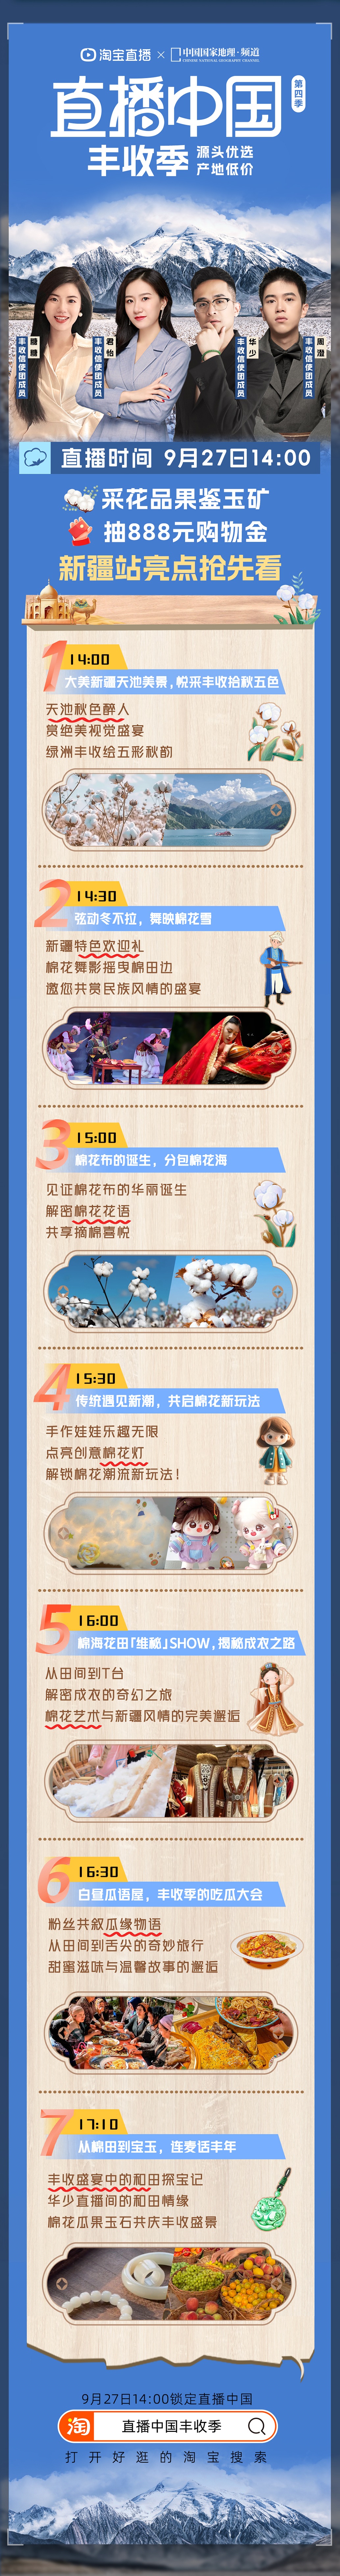 淘宝直播 × 中国国家地理·频道
CHINESE NATIONAL GEOGRAPHY CHANNEL
直播中国
第四季
丰收季
源头优选
产地低价
丰收信使团成员
丰收信使团成员
君怡
丰收信使团成员
华少
丰收信使团成员
周澄
直播时间 9月27日14:00
采花品果鉴玉矿
抽888元购物金
新疆站亮点抢先看
1
14:00
大美新疆天池美景,悦采丰收拾秋五色
天池秋色醉人
赏绝美视觉盛宴
绿洲丰收绘五彩秋韵
2
14:30
弦动冬不拉，舞映棉花雪
新疆特色欢迎礼
棉花舞影摇曳棉田边
邀您共赏民族风情的盛宴
3
15:00
棉花布的诞生，分包棉花海
见证棉花布的华丽诞生
解密棉花花语
共享摘棉喜悦
4
15:30
传统遇见新潮，共启棉花新玩法
手作娃娃乐趣无限
点亮创意棉花灯
解锁棉花潮流新玩法！
5
16:00
棉海花田「维秘」SHOW,揭秘成衣之路
从田间到T台
解密成衣的奇幻之旅
棉花艺术与新疆风情的完美邂逅
6
16:30
白昼瓜语屋，丰收季的吃瓜大会
粉丝共叙瓜缘物语
从田间到舌尖的奇妙旅行
甜蜜滋味与温馨故事的邂逅
7
17:10
从棉田到宝玉，连麦话丰年
丰收盛宴中的和田探宝记
华少直播间的和田情缘
棉花瓜果玉石共庆丰收盛景
9月27日14:00锁定直播中国
淘 直播中国丰收季
打开好逛的淘宝搜索